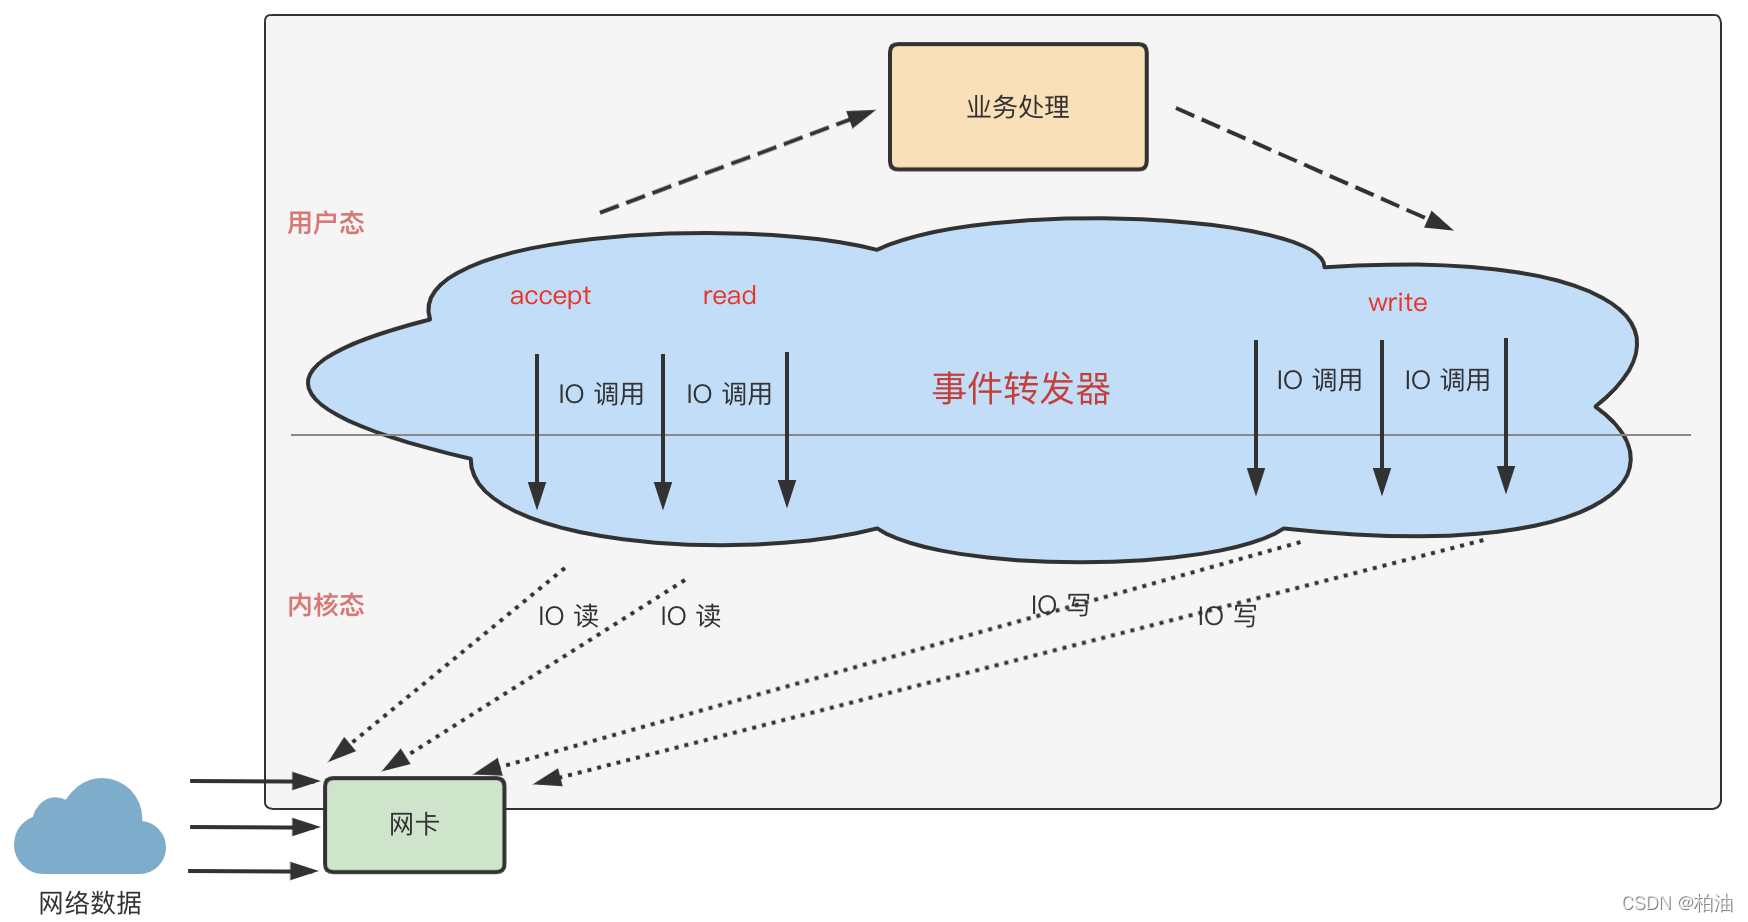 业务处理
用户态
accept
read
write
IO 调用
IO 调用
事件转发器
IO 调用
IO 调用
内核态
IO 读
IO 读
IO 写
IO 写
网卡
网络数据
CSDN @柏油